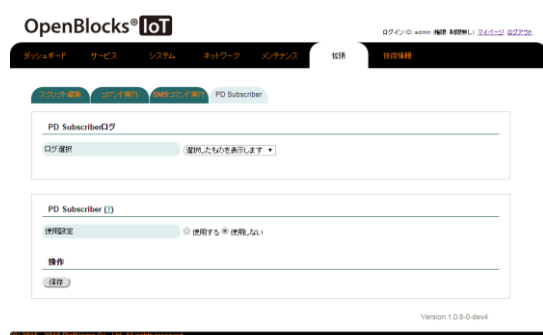 OpenBlocks® IoT
ログインID: admin (権限: 制限無し) マイページ ログアウト
ダッシュボード サービス システム ネットワーク メンテナンス 拡張 技術情報
スクリプト編集 コマンド実行 SMSコマンド実行 PD Subscriber
PD Subscriberログ
ログ選択 選択したものを表示します
PD Subscriber (?)
使用設定 使用する 使用しない
操作
保存
Version 1.0.8-0-dev4